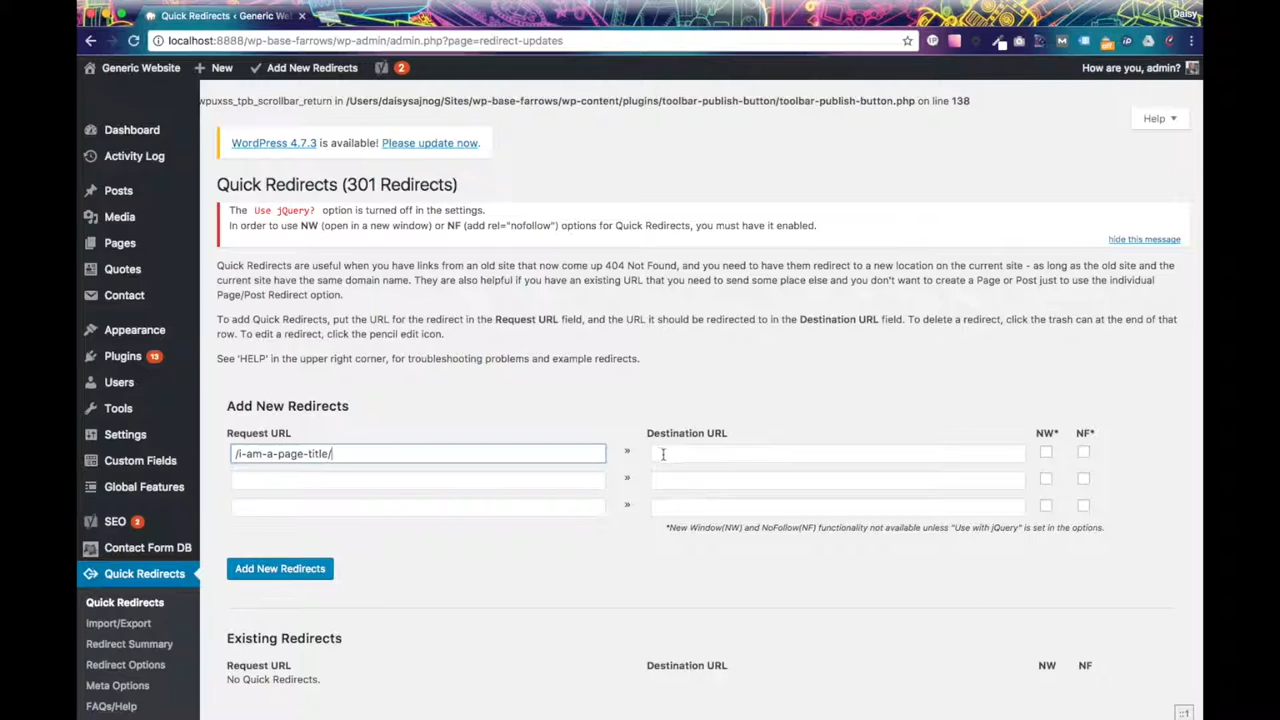 Quick Redirects ‹ Generic We
Daisy
localhost:8888/wp-base-farrows/wp-admin/admin.php?page=redirect-updates
Generic Website
New
Add New Redirects
2
How are you, admin?
wpuxss_tpb_scrollbar_return in /Users/daisysajnog/Sites/wp-base-farrows/wp-content/plugins/toolbar-publish-button/toolbar-publish-button.php on line 138
Help
Dashboard
Activity Log
Posts
Media
Pages
Quotes
Contact
Appearance
Plugins 13
Users
Tools
Settings
Custom Fields
Global Features
SEO 2
Contact Form DB
Quick Redirects
Quick Redirects
Import/Export
Redirect Summary
Redirect Options
Meta Options
FAQs/Help
WordPress 4.7.3 is available! Please update now.
Quick Redirects (301 Redirects)
The Use jQuery? option is turned off in the settings.
In order to use NW (open in a new window) or NF (add rel="nofollow") options for Quick Redirects, you must have it enabled.
hide this message
Quick Redirects are useful when you have links from an old site that now come up 404 Not Found, and you need to have them redirect to a new location on the current site - as long as the old site and the
current site have the same domain name. They are also helpful if you have an existing URL that you need to send some place else and you don't want to create a Page or Post just to use the individual
Page/Post Redirect option.
To add Quick Redirects, put the URL for the redirect in the Request URL field, and the URL it should be redirected to in the Destination URL field. To delete a redirect, click the trash can at the end of that
row. To edit a redirect, click the pencil edit icon.
See 'HELP' in the upper right corner, for troubleshooting problems and example redirects.
Add New Redirects
Request URL
Destination URL
NW*
NF*
/i-am-a-page-title/
»
»
»
*New Window(NW) and NoFollow(NF) functionality not available unless "Use with jQuery" is set in the options.
Add New Redirects
Existing Redirects
Request URL
Destination URL
NW
NF
No Quick Redirects.
::1